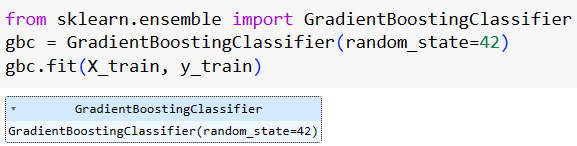 from sklearn.ensemble import GradientBoostingClassifier
gbc = GradientBoostingClassifier(random_state=42)
gbc.fit(X_train, y_train)
GradientBoostingClassifier
GradientBoostingClassifier(random_state=42)